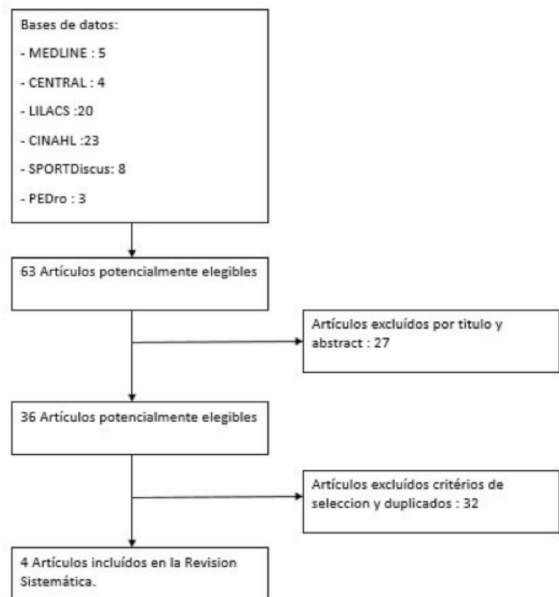 Bases de datos:
- MEDLINE : 5
- CENTRAL : 4
- LILACS :20
- CINAHL :23
- SPORTDiscus: 8
- PEDro : 3
63 Artículos potencialmente elegibles
Artículos excluídos por titulo y
abstract : 27
36 Artículos potencialmente elegibles
Artículos excluídos critérios de
seleccion y duplicados : 32
4 Artículos incluídos en la Revision
Sistemática.